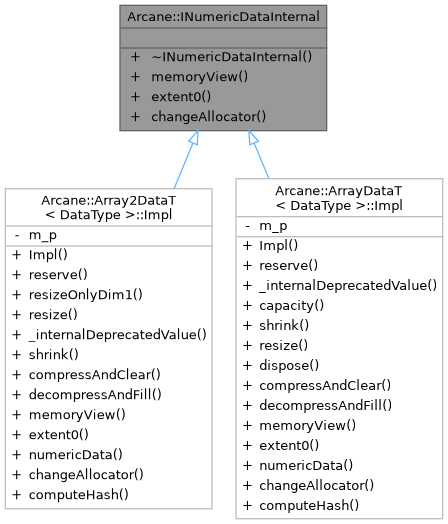 Arcane::INumericDataInternal
+ ~INumericDataInternal()
+ memoryView()
+ extent0()
+ changeAllocator()
Arcane::Array2DataT
< DataType >::Impl
- m_p
+ Impl()
+ reserve()
+ resizeOnlyDim1()
+ resize()
+ _internalDeprecatedValue()
+ shrink()
+ compressAndClear()
+ decompressAndFill()
+ memoryView()
+ extent0()
+ numericData()
+ changeAllocator()
+ computeHash()
Arcane::ArrayDataT
< DataType >::Impl
- m_p
+ Impl()
+ reserve()
+ _internalDeprecatedValue()
+ capacity()
+ shrink()
+ resize()
+ dispose()
+ compressAndClear()
+ decompressAndFill()
+ memoryView()
+ extent0()
+ numericData()
+ changeAllocator()
+ computeHash()